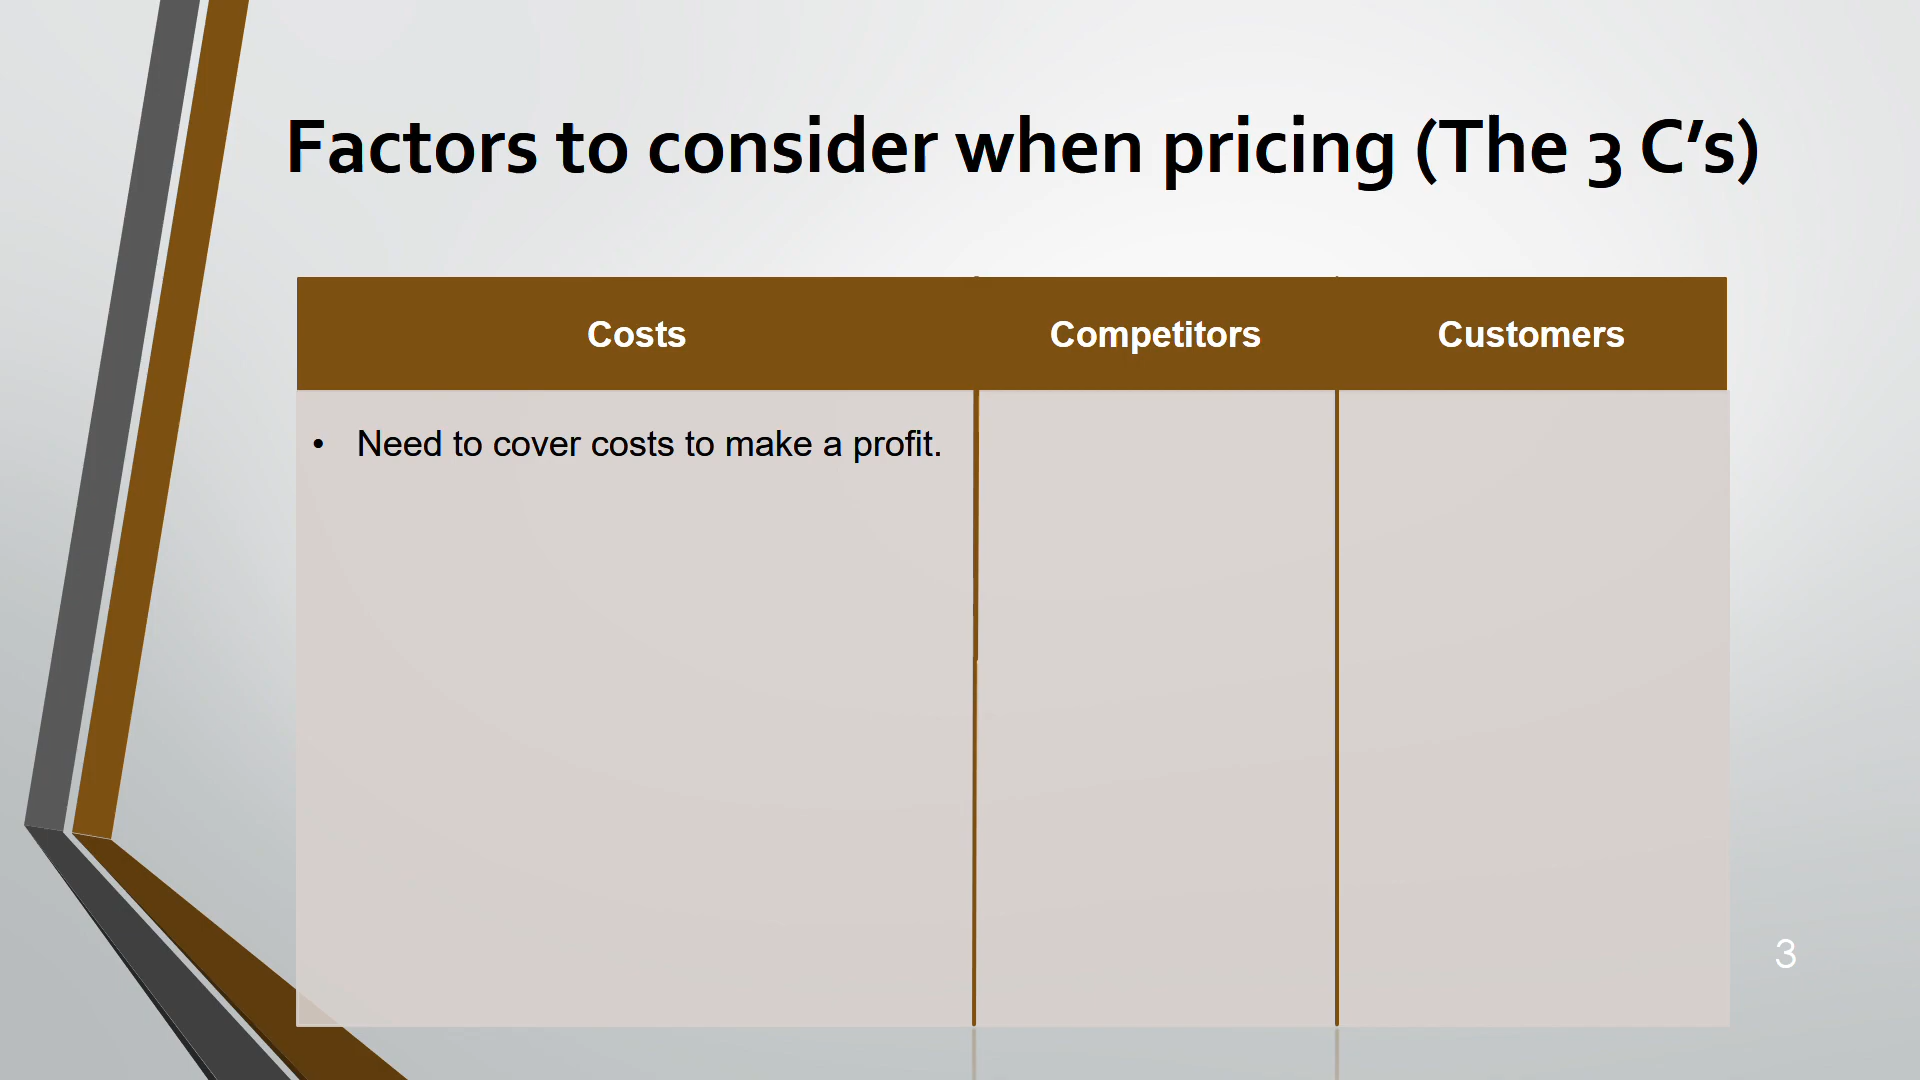 Factors to consider when pricing (The 3 C’s)
Costs
Competitors
Customers
• Need to cover costs to make a profit.
3